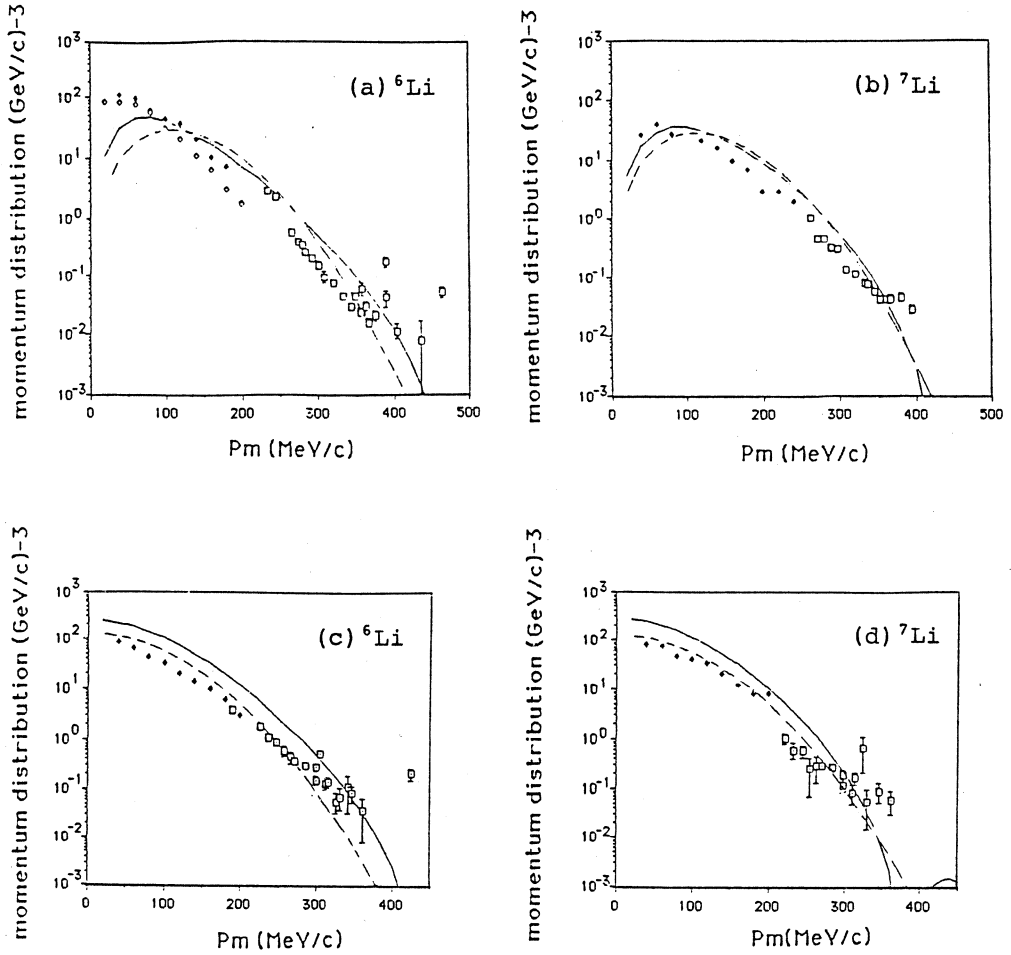 momentum distribution (GeV/c)-3
10³
10²
10¹
10⁰
10⁻¹
10⁻²
10⁻³
(a) ⁶Li
0 100 200 300 400 500
Pm (MeV/c)
momentum distribution (GeV/c)-3
10³
10²
10¹
10⁰
10⁻¹
10⁻²
10⁻³
(b) ⁷Li
0 100 200 300 400 500
Pm (MeV/c)
momentum distribution (GeV/c)-3
10³
10²
10¹
10⁰
10⁻¹
10⁻²
10⁻³
(c) ⁶Li
0 100 200 300 400
Pm (MeV/c)
momentum distribution (GeV/c)-3
10³
10²
10¹
10⁰
10⁻¹
10⁻²
10⁻³
(d) ⁷Li
0 100 200 300 400
Pm(MeV/c)